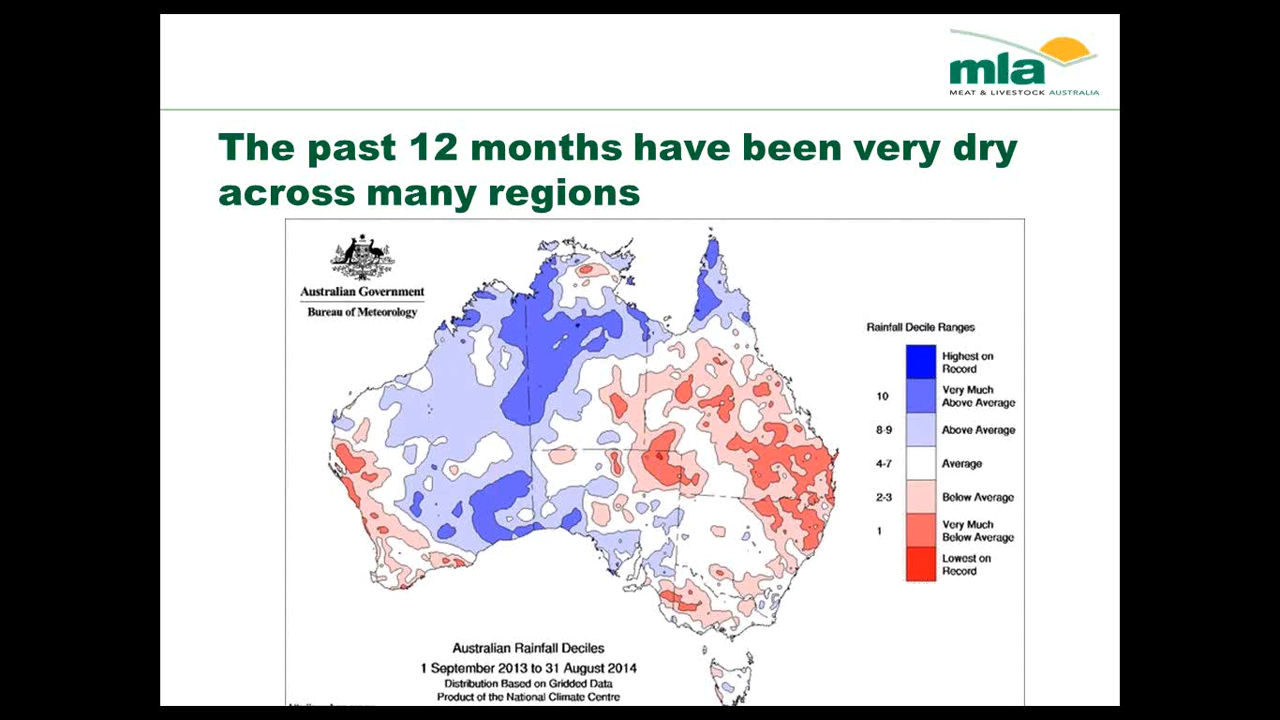 mla
MEAT & LIVESTOCK AUSTRALIA
The past 12 months have been very dry
across many regions
Australian Government
Bureau of Meteorology
Rainfall Decile Ranges
Highest on
Record
10
Very Much
Above Average
8-9
Above Average
4-7
Average
2-3
Below Average
1
Very Much
Below Average
Lowest on
Record
Australian Rainfall Deciles
1 September 2013 to 31 August 2014
Distribution Based on Gridded Data
Product of the National Climate Centre